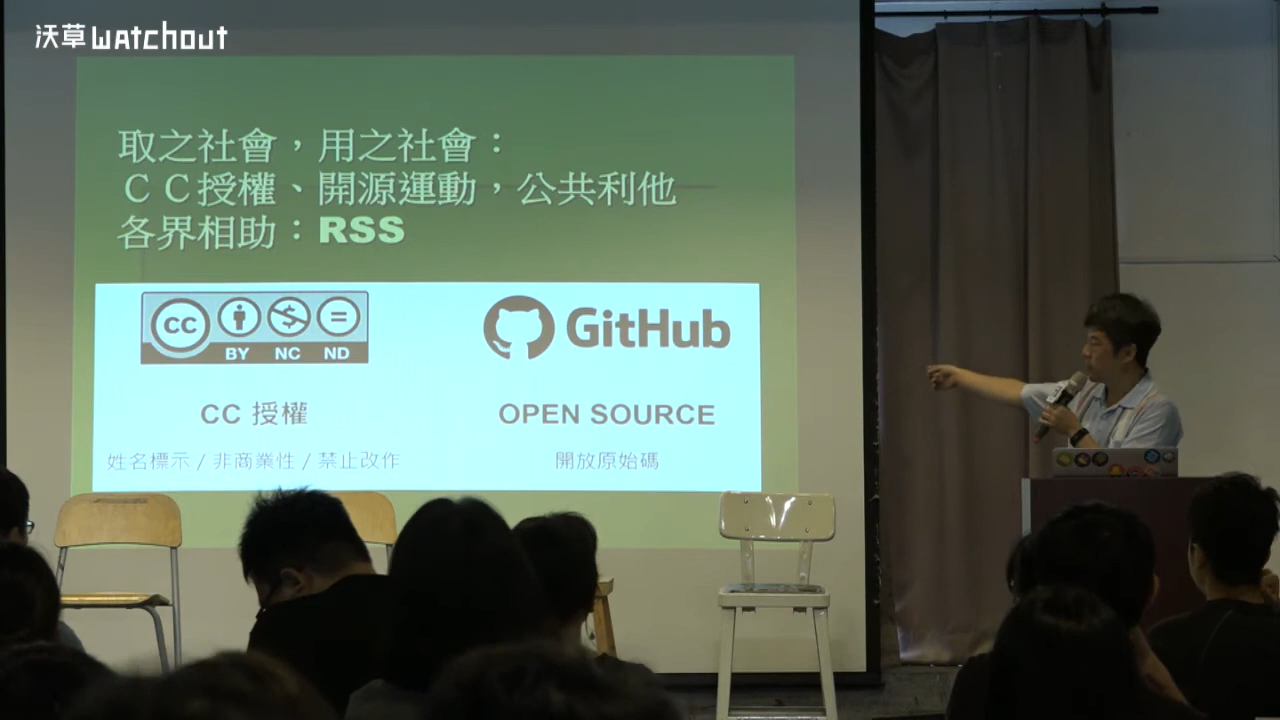 沃草watchout
取之社會，用之社會：
ＣＣ授權、開源運動，公共利他
各界相助：RSS
cc
BY NC ND
GitHub
CC 授權
OPEN SOURCE
姓名標示 / 非商業性 / 禁止改作
開放原始碼